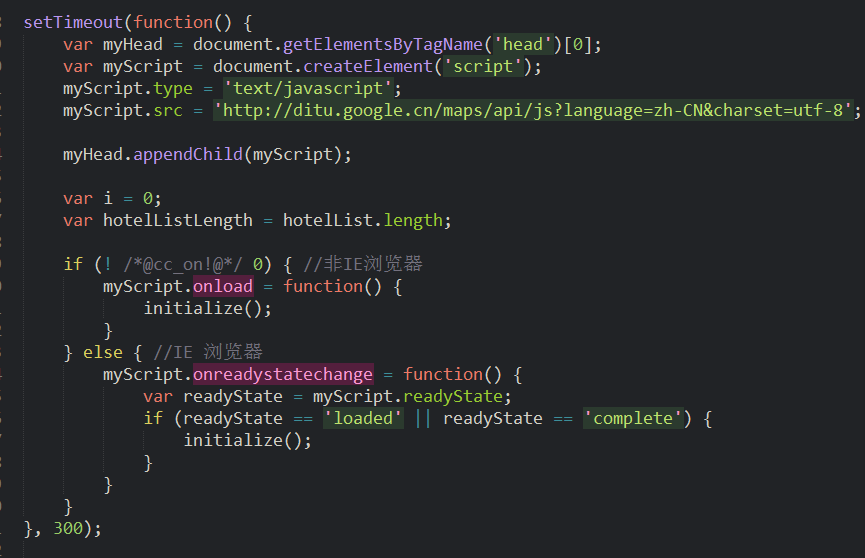 setTimeout(function() {
var myHead = document.getElementsByTagName('head')[0];
var myScript = document.createElement('script');
myScript.type = 'text/javascript';
myScript.src = 'http://ditu.google.cn/maps/api/js?language=zh-CN&charset=utf-8';
myHead.appendChild(myScript);
var i = 0;
var hotelListLength = hotelList.length;
if (! /*@cc_on!@*/ 0) { //非IE浏览器
myScript.onload = function() {
initialize();
}
} else { //IE 浏览器
myScript.onreadystatechange = function() {
var readyState = myScript.readyState;
if (readyState == 'loaded' || readyState == 'complete') {
initialize();
}
}
}
}, 300);